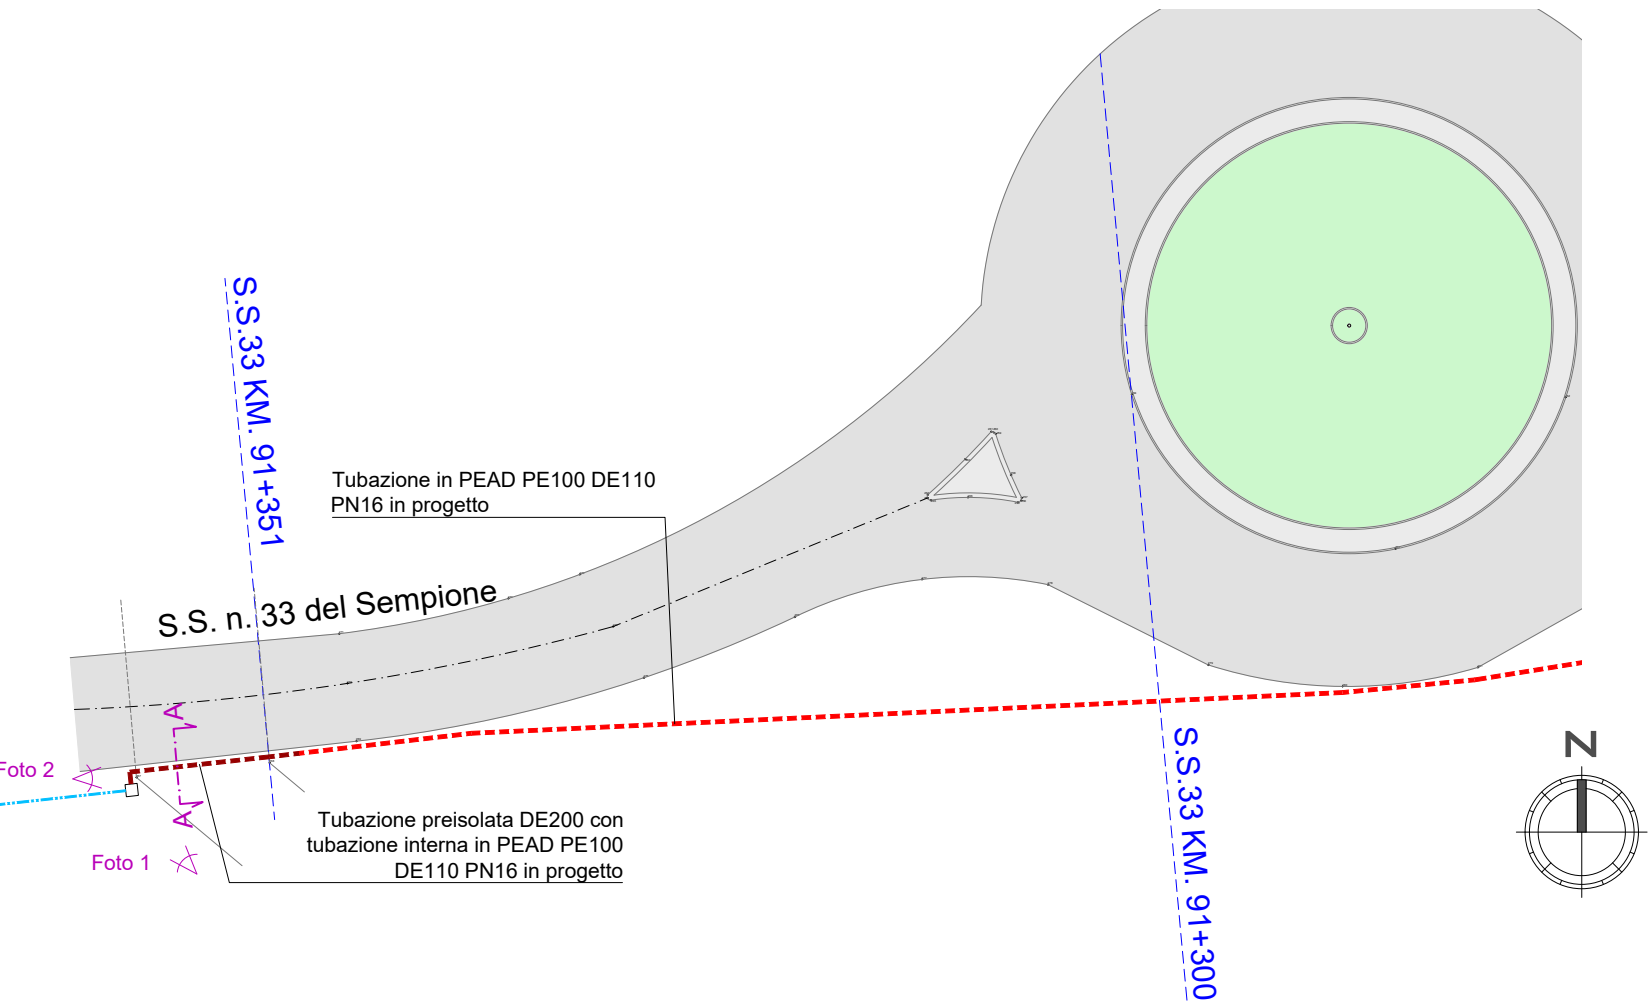 S.S.33 KM. 91+351
Tubazione in PEAD PE100 DE110
PN16 in progetto
S.S. n. 33 del Sempione
A
A
Foto 2
Foto 1
Tubazione preisolata DE200 con
tubazione interna in PEAD PE100
DE110 PN16 in progetto
S.S.33 KM. 91+300
N